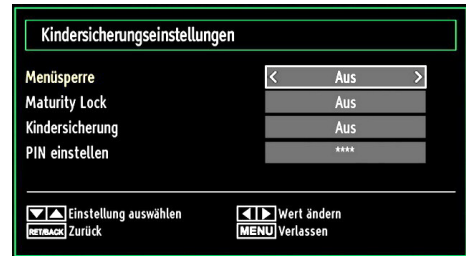 Kindersicherungseinstellungen
Menüsperre < Aus >
Maturity Lock Aus
Kindersicherung Aus
PIN einstellen ****
Einstellung auswählen Wert ändern
RET/BACK Zurück MENU Verlassen